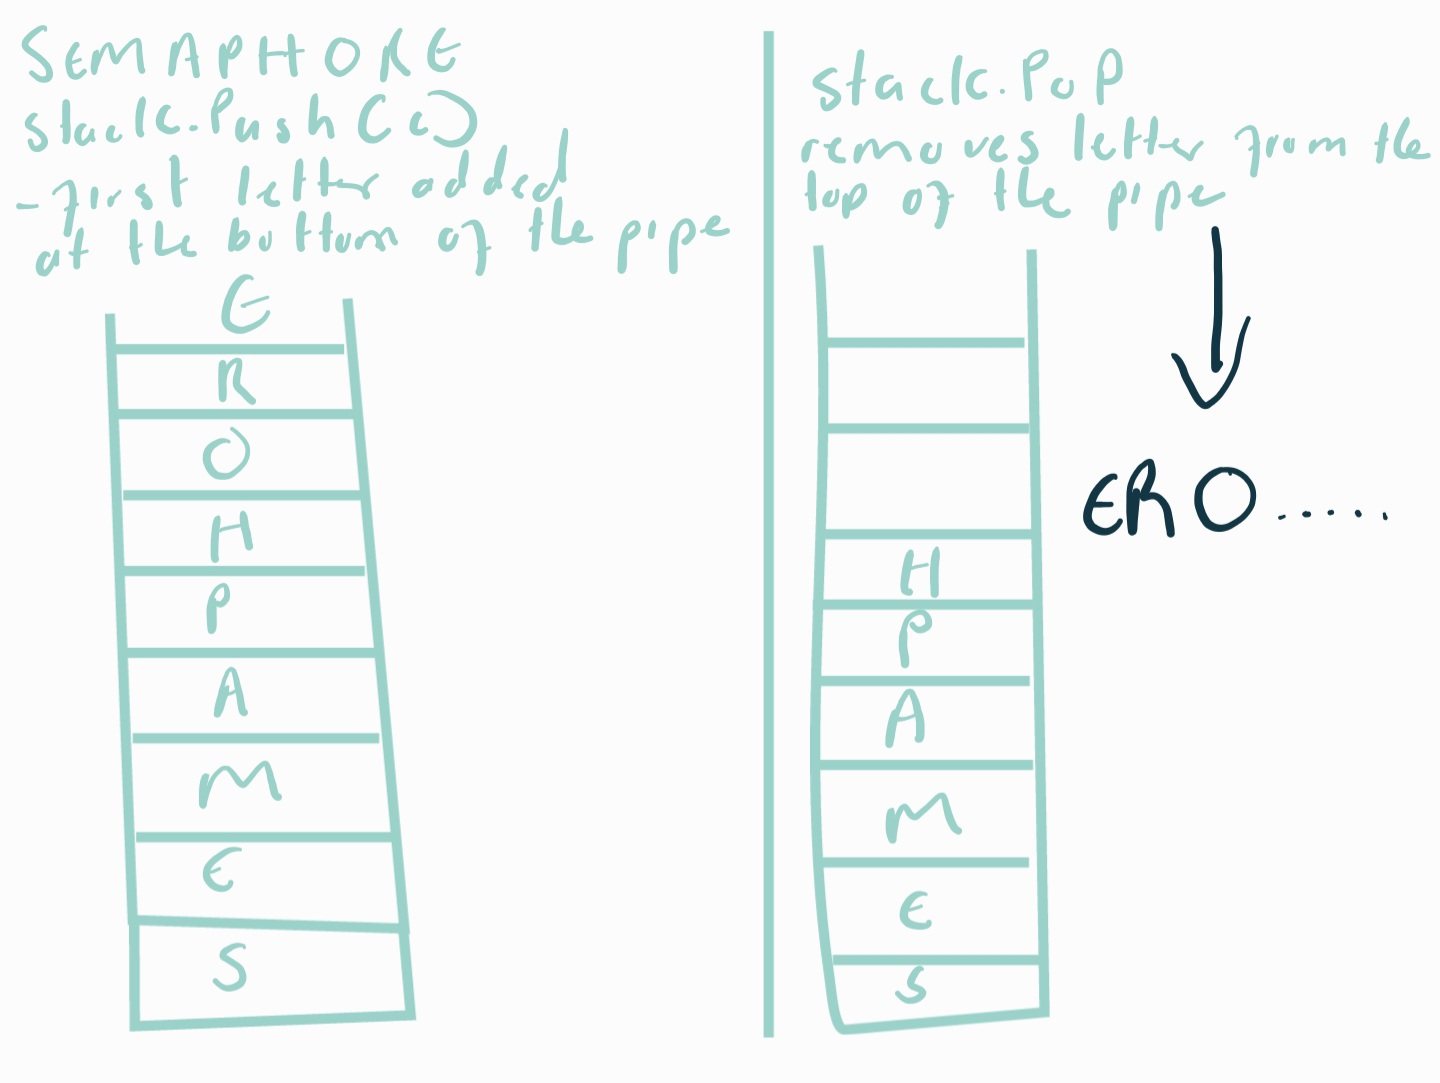 SEMAPHORE
stack.Push(c)
-first letter added
at the bottom of the pipe
E
R
O
H
P
A
M
E
S
stack.PoP
removes letter from the
top of the pipe
ERO.....
H
P
A
M
E
S